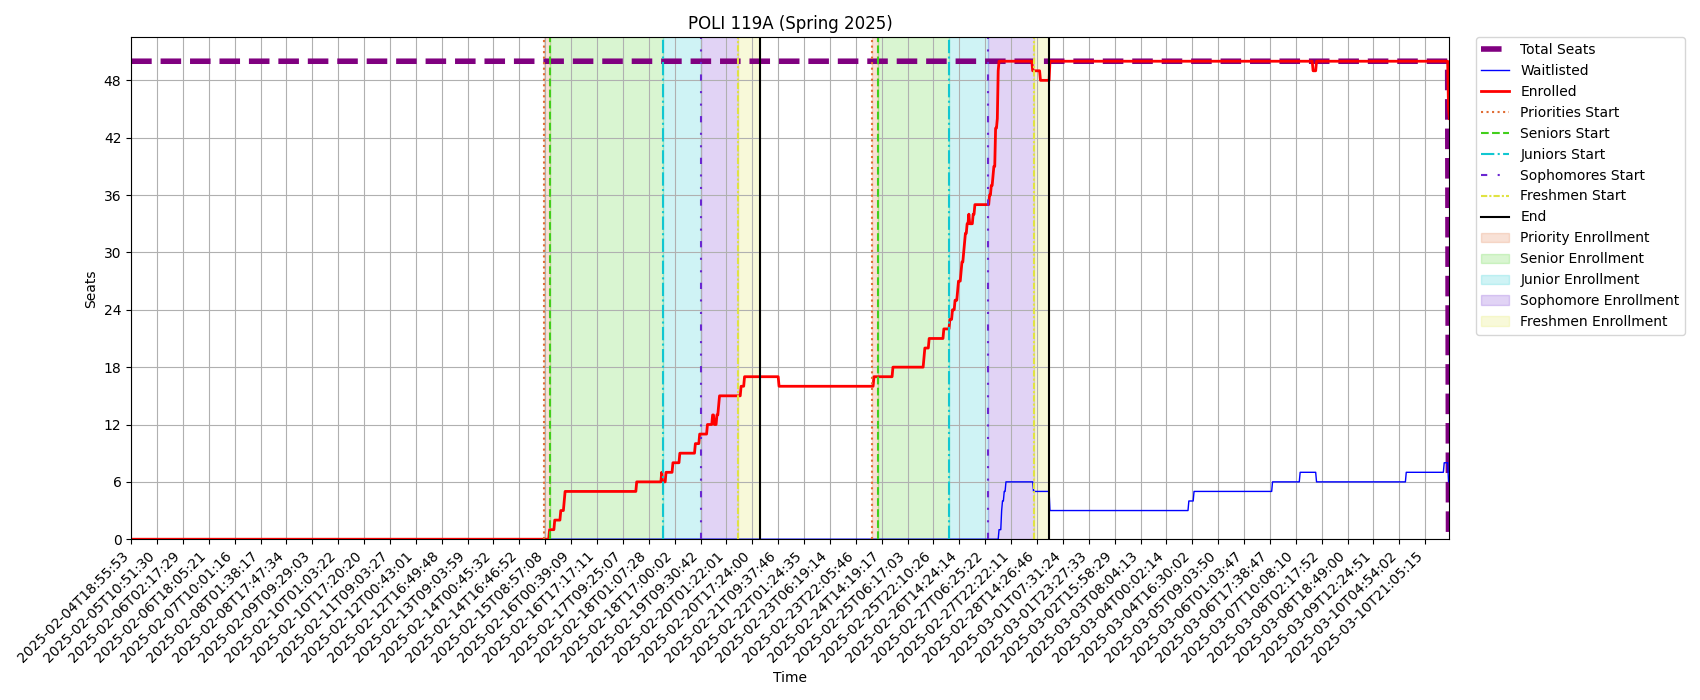 POLI 119A (Spring 2025)
Seats
48
42
36
30
24
18
12
6
0
2025-02-04T18:55:53
2025-02-05T10:51:30
2025-02-06T02:17:29
2025-02-06T18:05:21
2025-02-07T10:01:16
2025-02-08T01:38:17
2025-02-08T17:47:34
2025-02-09T09:29:03
2025-02-10T01:03:22
2025-02-10T17:20:20
2025-02-11T09:03:27
2025-02-12T00:43:01
2025-02-12T16:49:48
2025-02-13T09:03:59
2025-02-14T00:45:32
2025-02-14T16:46:52
2025-02-15T08:57:08
2025-02-16T00:39:09
2025-02-16T17:17:11
2025-02-17T09:25:07
2025-02-18T01:07:28
2025-02-18T17:00:02
2025-02-19T09:30:42
2025-02-20T01:22:01
2025-02-20T17:24:00
2025-02-21T09:37:46
2025-02-22T01:24:35
2025-02-23T06:19:14
2025-02-23T22:05:46
2025-02-24T14:19:17
2025-02-25T06:17:03
2025-02-25T22:10:26
2025-02-26T14:24:14
2025-02-27T06:25:22
2025-02-27T22:22:11
2025-02-28T14:26:46
2025-03-01T07:31:24
2025-03-01T23:27:33
2025-03-02T15:58:29
2025-03-03T08:04:13
2025-03-04T00:02:14
2025-03-04T16:30:02
2025-03-05T09:03:50
2025-03-06T01:03:47
2025-03-06T17:38:47
2025-03-07T10:08:10
2025-03-08T02:17:52
2025-03-08T18:49:00
2025-03-09T12:24:51
2025-03-10T04:54:02
2025-03-10T21:05:15
Time
Total Seats
Waitlisted
Enrolled
Priorities Start
Seniors Start
Juniors Start
Sophomores Start
Freshmen Start
End
Priority Enrollment
Senior Enrollment
Junior Enrollment
Sophomore Enrollment
Freshmen Enrollment